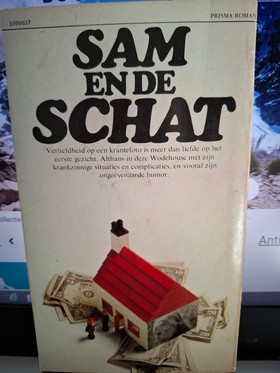 5500657
PRISMA-ROMAN
SAM
EN DE
SCHAT
Verliefdheid op een krantefoto is meer dan liefde op het
eerste gezicht. Althans in deze Wodehouse met zijn
krankzinnige situaties en complicaties, en vooral zijn
ongeëvenaarde humor.